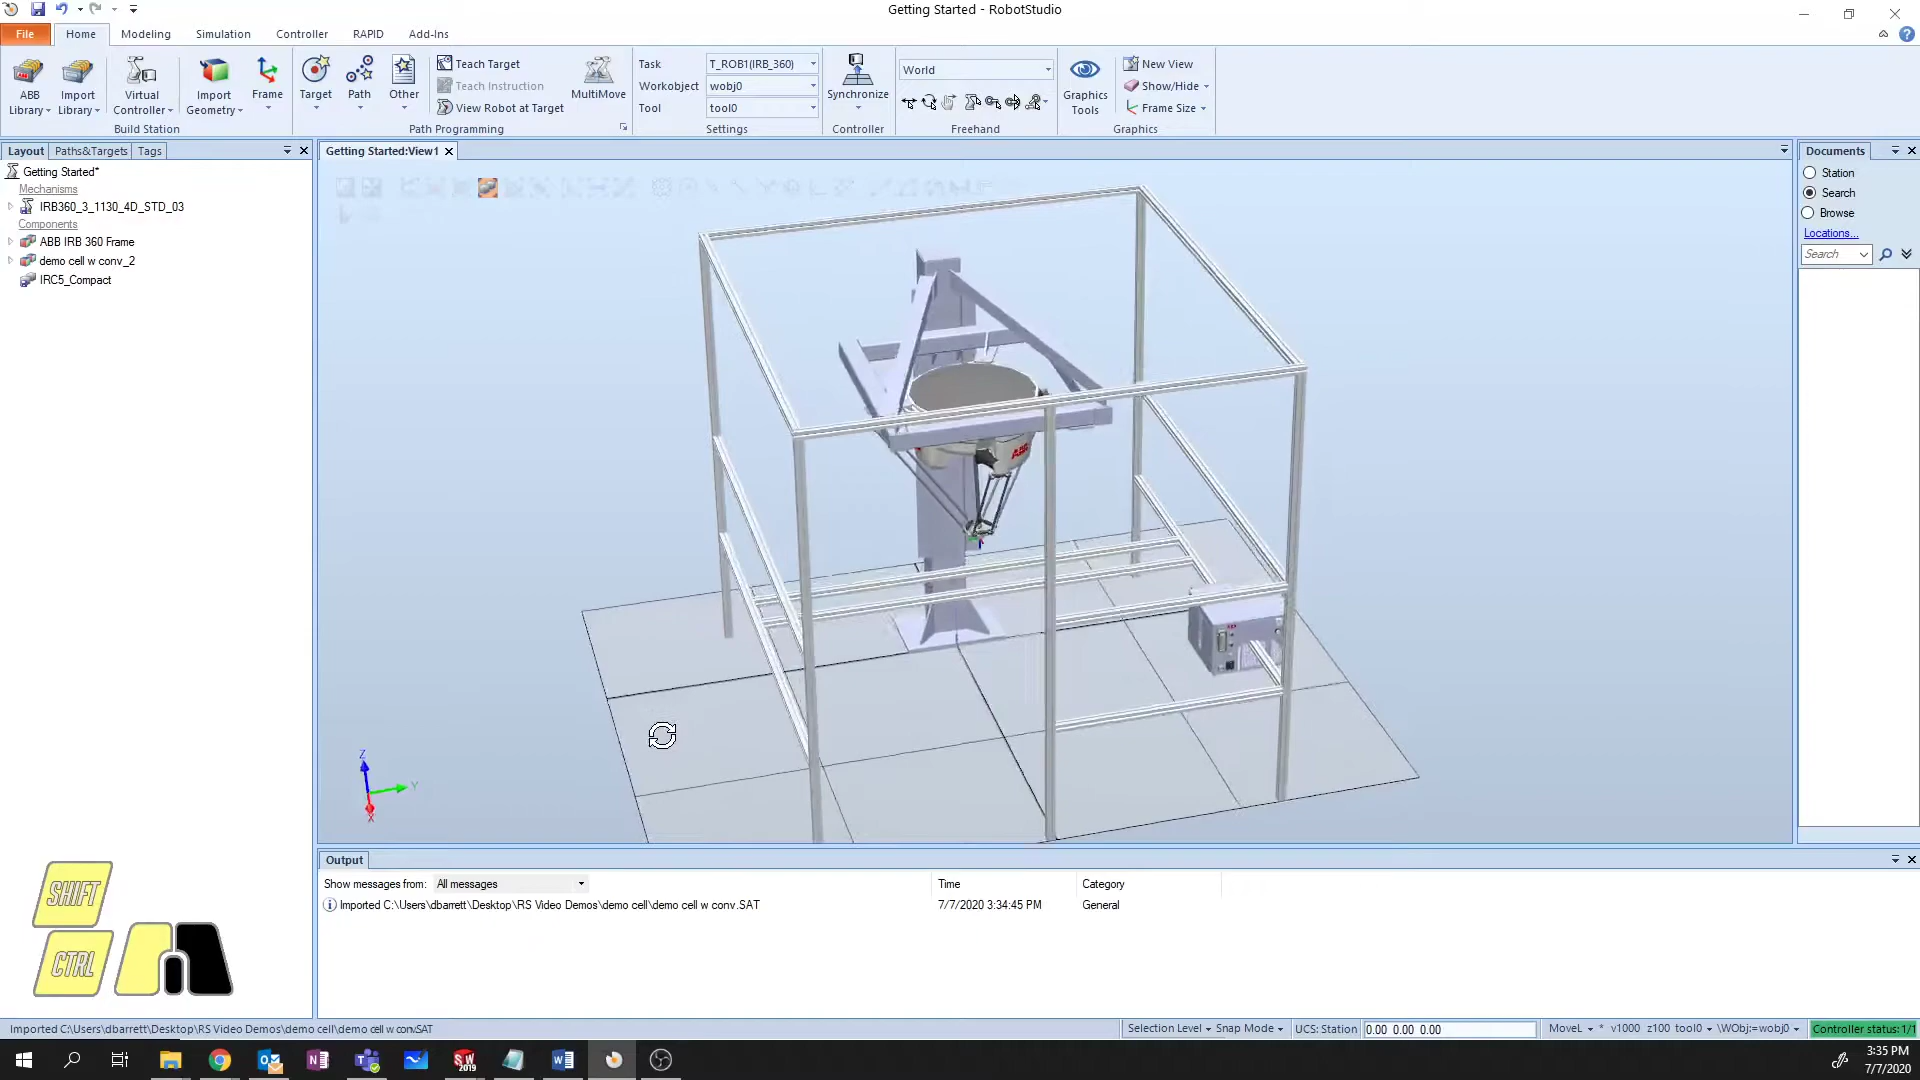 Getting Started - RobotStudio
File Home Modeling Simulation Controller RAPID Add-Ins
ABB Library
Import Library
Virtual Controller
Import Geometry
Frame
Build Station
Target
Path
Other
Teach Target
Teach Instruction
View Robot at Target
Path Programming
MultiMove
Task T_ROB1(IRB_360)
Workobject wobj0
Tool tool0
Settings
Synchronize
Controller
World
Freehand
Graphics Tools
New View
Show/Hide
Frame Size
Graphics
Layout Paths&Targets Tags
Getting Started*
Mechanisms
IRB360_3_1130_4D_STD_03
Components
ABB IRB 360 Frame
demo cell w conv_2
IRC5_Compact
Getting Started:View1
ABB
Z
Y
X
Documents
Station
Search
Browse
Locations...
Search
SHIFT
CTRL
Output
Show messages from: All messages Time Category
Imported C:\Users\dbarrett\Desktop\RS Video Demos\demo cell\demo cell w conv.SAT 7/7/2020 3:34:45 PM General
Imported C:\Users\dbarrett\Desktop\RS Video Demos\demo cell\demo cell w conv.SAT
Selection Level Snap Mode UCS: Station 0.00 0.00 0.00 MoveL * v1000 z100 tool0 \WObj:=wobj0 Controller status: 1/1
SW 2019
3:35 PM
7/7/2020